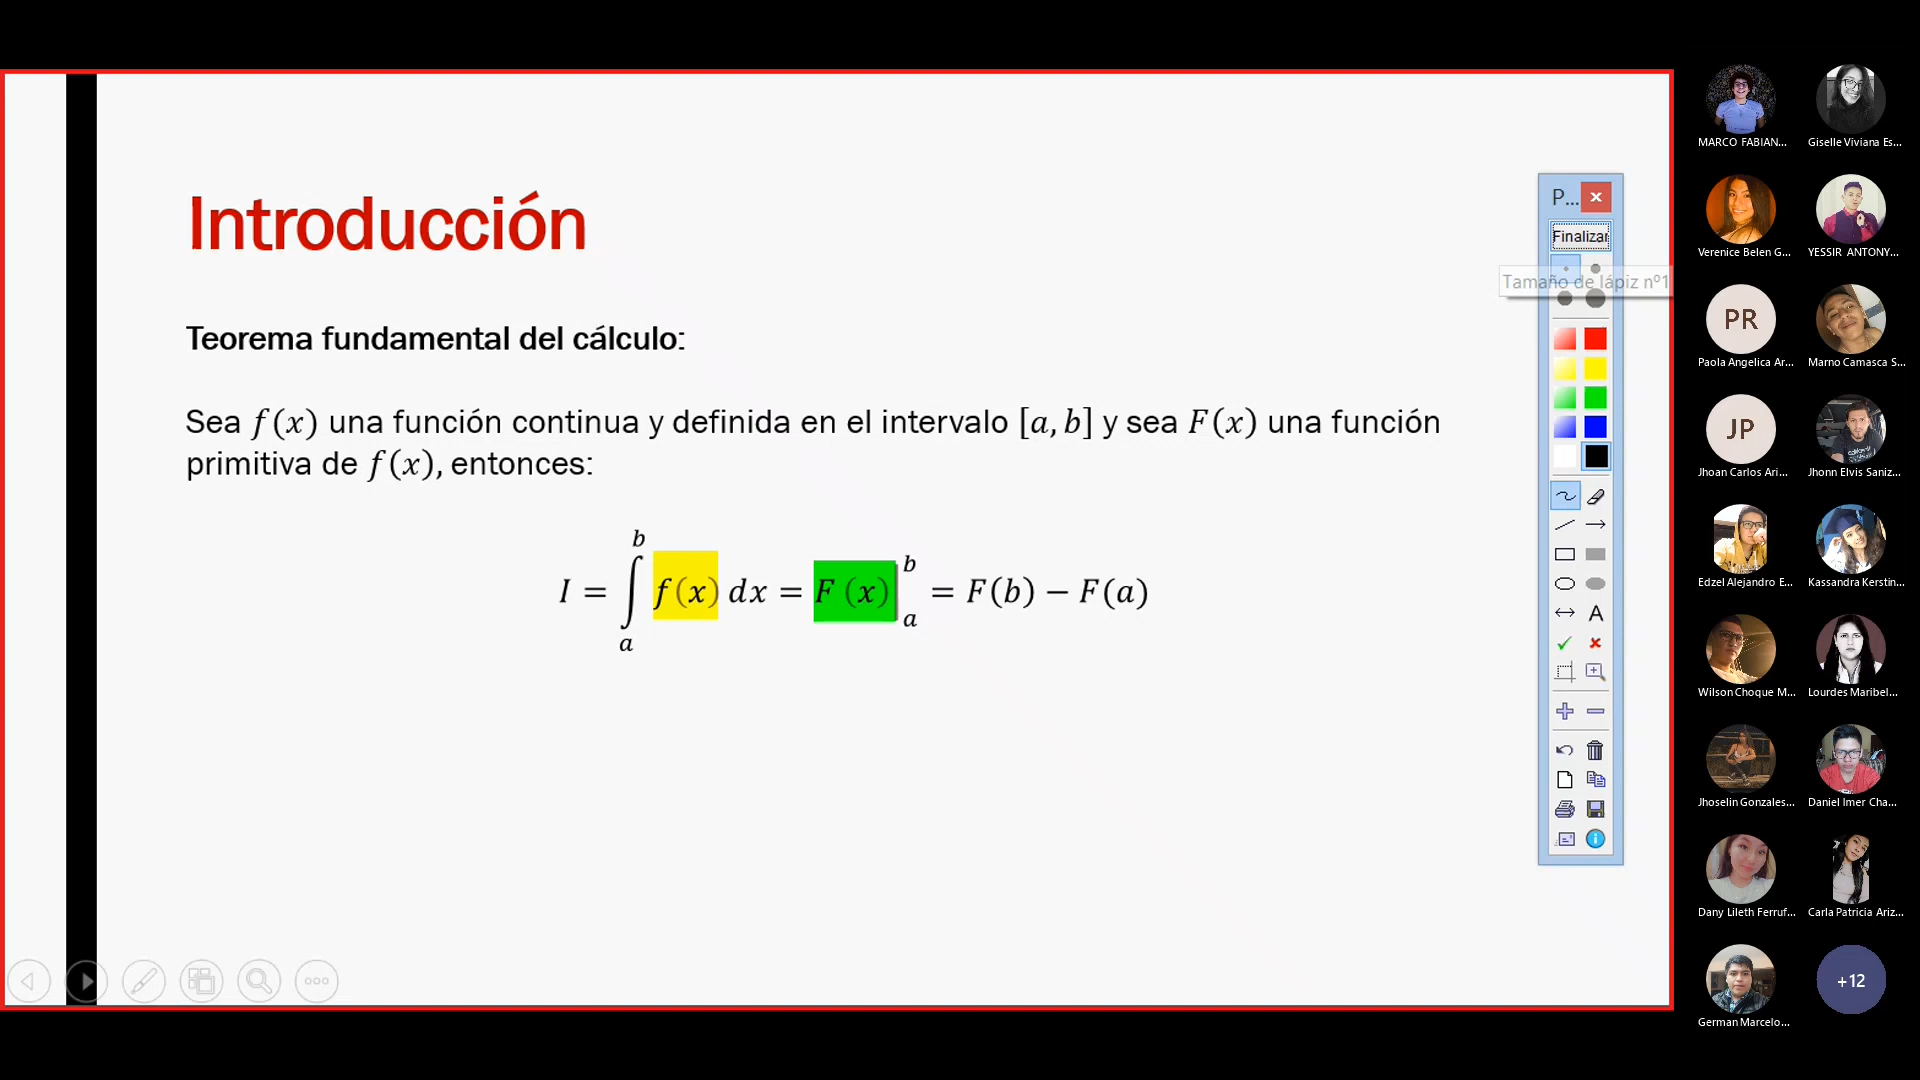 Introducción
Teorema fundamental del cálculo:
Sea f(x) una función continua y definida en el intervalo [a, b] y sea F(x) una función
primitiva de f(x), entonces:
b
I = ∫ f(x) dx = F (x)| = F(b) − F(a)
a
b
a
P...
Finalizar
Tamaño de lápiz nº1
A
MARCO FABIAN...
Giselle Viviana Es...
Verenice Belen G...
YESSIR ANTONY...
PR
Paola Angelica Ar...
Marno Camasca S...
JP
Jhoan Carlos Ari...
Jhonn Elvis Saniz...
Edzel Alejandro E...
Kassandra Kerstin...
Wilson Choque M...
Lourdes Maribel...
Jhoselin Gonzales...
Daniel Imer Cha...
Dany Lileth Ferruf...
Carla Patricia Ariz...
German Marcelo...
+12